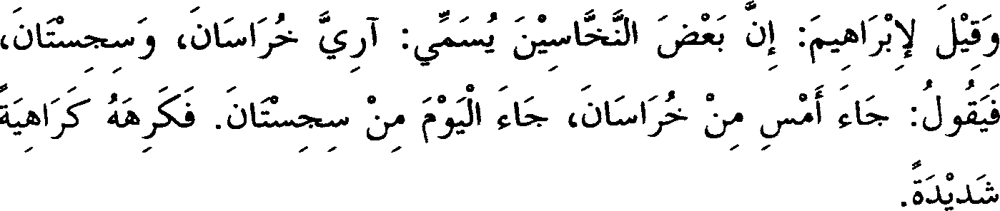 وَقِيْلَ لِإِبْرَاهِيمَ: إِنَّ بَعْضَ النَّخَّاسِيْنَ يُسَمِّي: آرِيَّ خُرَاسَانَ، وَسِجِسْتَانَ،
فَيَقُولُ: جَاءَ أَمْسِ مِنْ خُرَاسَانَ، جَاءَ الْيَوْمَ مِنْ سِجِسْتَانَ. فَكَرِهَهُ كَرَاهِيَةً
شَدِيْدَةً.